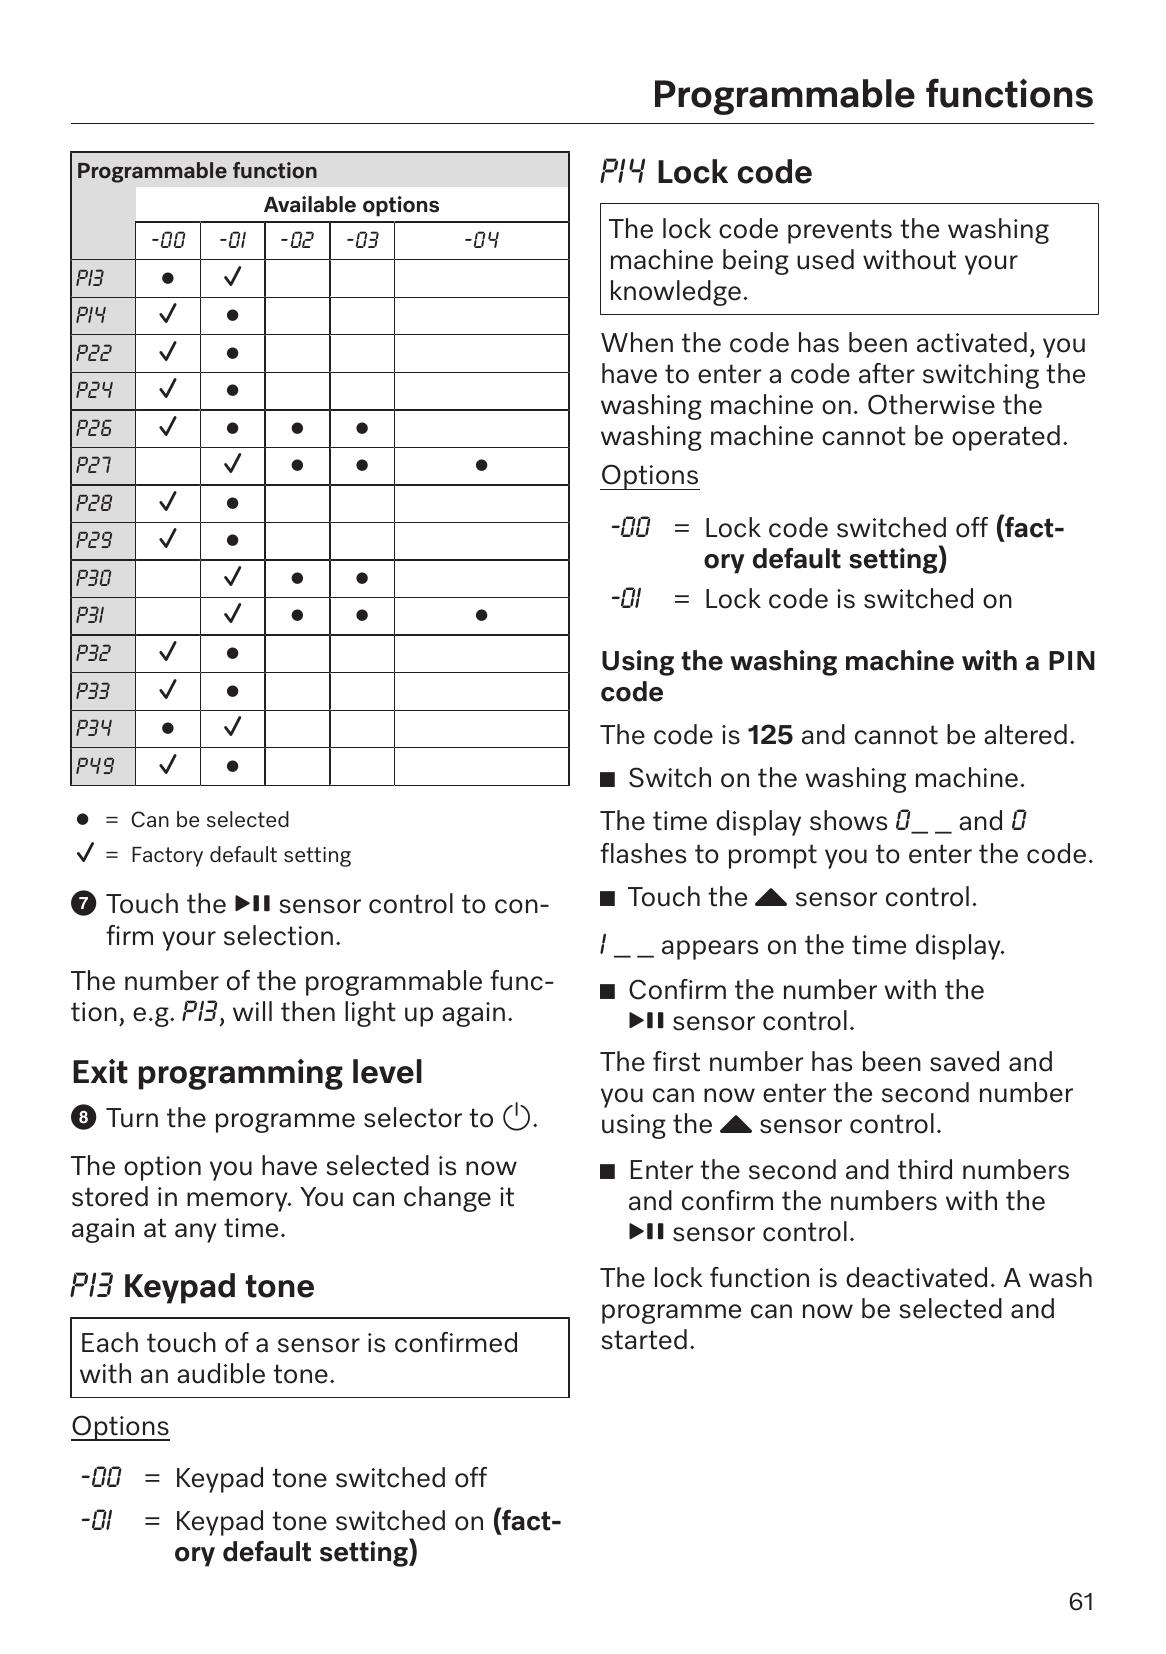 Programmable functions
Programmable function
Available options
-00 -01 -02 -03 -04
P13 ● ✓
P14 ✓ ●
P22 ✓ ●
P24 ✓ ●
P26 ✓ ● ● ●
P27 ✓ ● ● ●
P28 ✓ ●
P29 ✓ ●
P30 ✓ ● ●
P31 ✓ ● ● ●
P32 ✓ ●
P33 ✓ ●
P34 ● ✓
P49 ✓ ●
● = Can be selected
✓ = Factory default setting
7 Touch the ▶❚❚ sensor control to con-
firm your selection.
The number of the programmable func-
tion, e.g. P13, will then light up again.
Exit programming level
8 Turn the programme selector to ⏻.
The option you have selected is now
stored in memory. You can change it
again at any time.
P13 Keypad tone
Each touch of a sensor is confirmed
with an audible tone.
Options
-00 = Keypad tone switched off
-01 = Keypad tone switched on (fact-
ory default setting)
P14 Lock code
The lock code prevents the washing
machine being used without your
knowledge.
When the code has been activated, you
have to enter a code after switching the
washing machine on. Otherwise the
washing machine cannot be operated.
Options
-00 = Lock code switched off (fact-
ory default setting)
-01 = Lock code is switched on
Using the washing machine with a PIN
code
The code is 125 and cannot be altered.
■ Switch on the washing machine.
The time display shows 0_ _ and 0
flashes to prompt you to enter the code.
■ Touch the ▲ sensor control.
1 _ _ appears on the time display.
■ Confirm the number with the
▶❚❚ sensor control.
The first number has been saved and
you can now enter the second number
using the ▲ sensor control.
■ Enter the second and third numbers
and confirm the numbers with the
▶❚❚ sensor control.
The lock function is deactivated. A wash
programme can now be selected and
started.
61